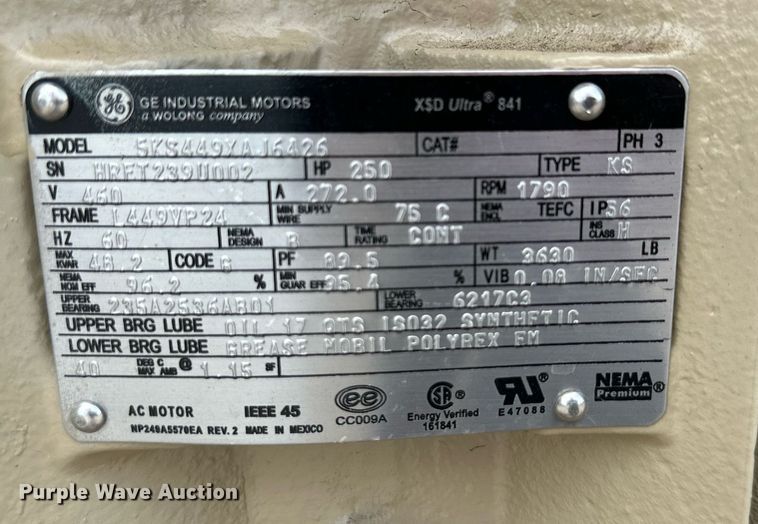 GE INDUSTRIAL MOTORS
a WOLONG company
X$D Ultra® 841
MODEL 5KS449XAJ6426 CAT# PH 3
SN HRFT239U002 HP 250 TYPE KS
V 460 A 272.0 RPM 1790
FRAME L449VP24 MIN SUPPLY WIRE 75 C NEMA ENCL TEFC IP 56
HZ 60 NEMA DESIGN B TIME RATING CONT INS CLASS H
MAX KVAR 48.2 CODE G PF 89.5 WT 3630 LB
NEMA NOM EFF 96.2 % MIN GUAR EFF 95.4 % VIB 0.08 IN/SEC
UPPER BEARING 235A2536AB01 LOWER BEARING 6217C3
UPPER BRG LUBE OIL 17 QTS ISO32 SYNTHETIC
LOWER BRG LUBE GREASE MOBIL POLYREX EM
40 DEG C MAX AMB @ 1.15 SF
AC MOTOR IEEE 45 ee CC009A SA Energy Verified 161841 RU E47088 NEMA Premium®
NP249A5570EA REV. 2 MADE IN MEXICO
Purple Wave Auction